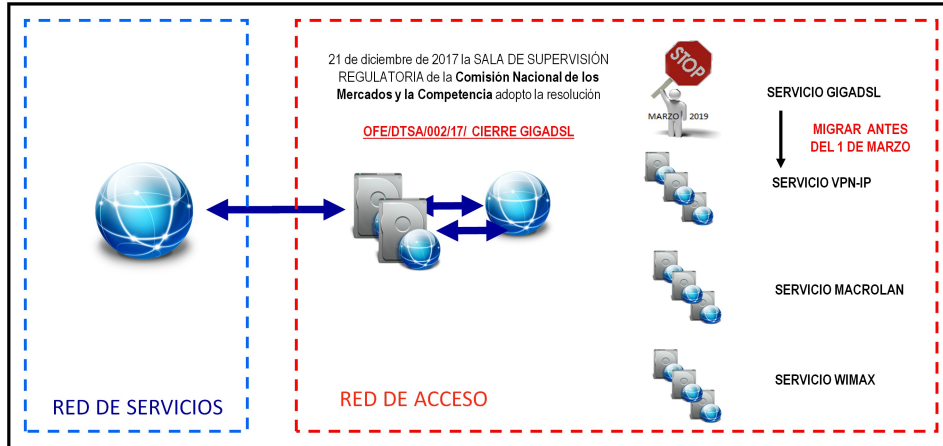 21 de diciembre de 2017 la SALA DE SUPERVISIÓN
REGULATORIA de la Comisión Nacional de los
Mercados y la Competencia adopto la resolución
OFE/DTSA/002/17/ CIERRE GIGADSL
STOP
MARZO 2019
SERVICIO GIGADSL
MIGRAR ANTES
DEL 1 DE MARZO
SERVICIO VPN-IP
SERVICIO MACROLAN
SERVICIO WIMAX
RED DE SERVICIOS
RED DE ACCESO